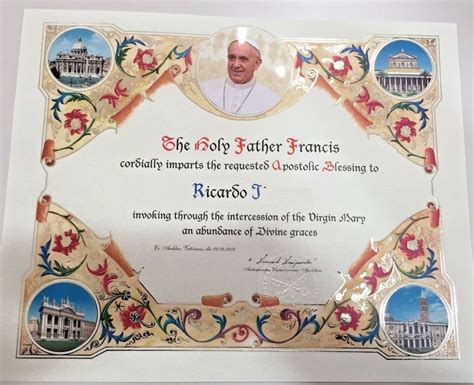 The Holy Father Francis
cordially imparts the requested Apostolic Blessing to
Ricardo J
invoking through the intercession of the Virgin Mary
an abundance of Divine graces